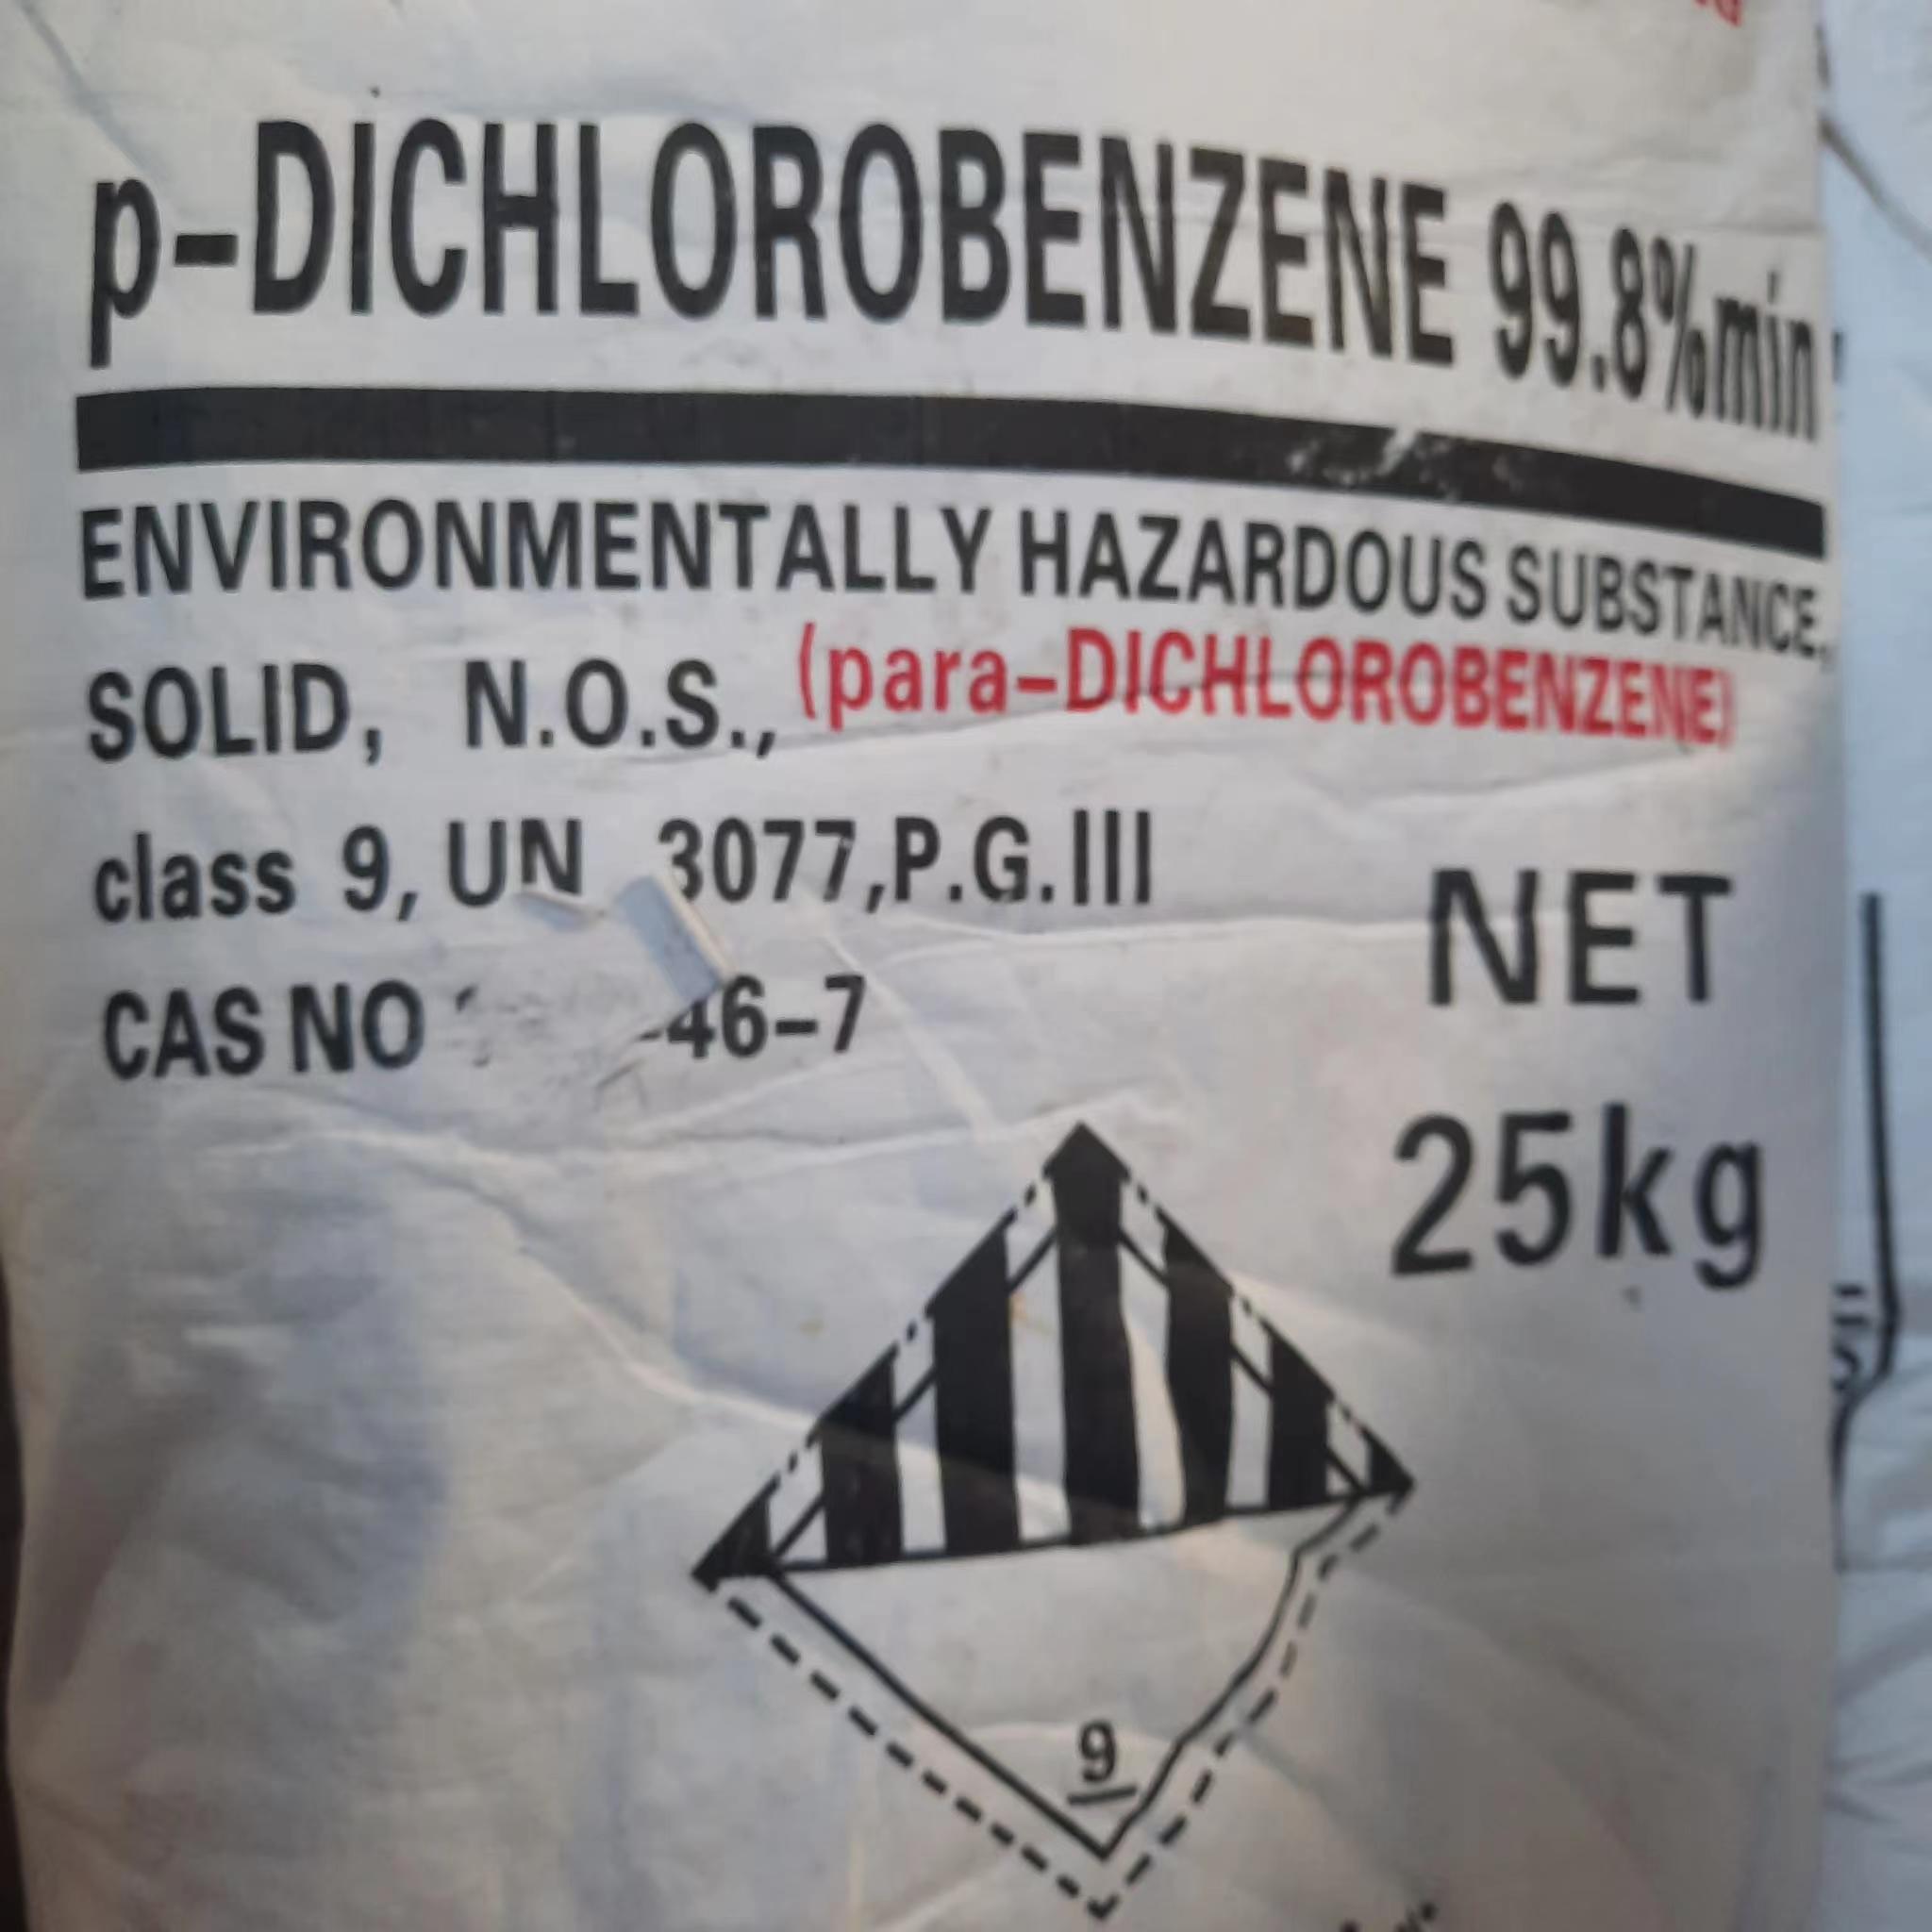 p-DICHLOROBENZENE 99.8%min
ENVIRONMENTALLY HAZARDOUS SUBSTANCE,
SOLID, N.O.S., (para-DICHLOROBENZENE)
class 9, UN 3077, P.G.III
CAS NO -46-7
NET
25kg
9